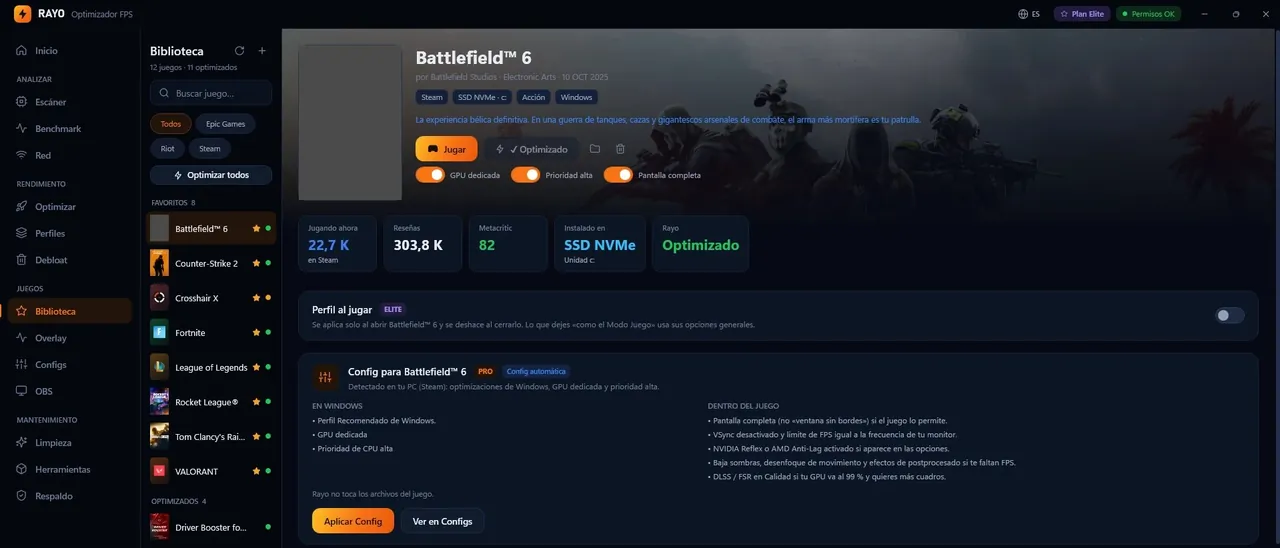 RAYO Optimizador FPS
ES
Plan Elite
Permisos OK
Inicio
ANALIZAR
Escáner
Benchmark
Red
RENDIMIENTO
Optimizar
Perfiles
Debloat
JUEGOS
Biblioteca
Overlay
Configs
OBS
MANTENIMIENTO
Limpieza
Herramientas
Respaldo
Biblioteca
12 juegos · 11 optimizados
Buscar juego...
Todos
Epic Games
Riot
Steam
Optimizar todos
FAVORITOS 8
Battlefield™ 6
Counter-Strike 2
Crosshair X
Fortnite
League of Legends
Rocket League®
Tom Clancy's Rai...
VALORANT
OPTIMIZADOS 4
Driver Booster fo...
Battlefield™ 6
por Battlefield Studios · Electronic Arts · 10 OCT 2025
Steam
SSD NVMe · c:
Acción
Windows
La experiencia bélica definitiva. En una guerra de tanques, cazas y gigantescos arsenales de combate, el arma más mortífera es tu patrulla.
Jugar
✓ Optimizado
GPU dedicada
Prioridad alta
Pantalla completa
Jugando ahora
22,7 K
en Steam
Reseñas
303,8 K
Metacritic
82
Instalado en
SSD NVMe
Unidad c:
Rayo
Optimizado
Perfil al jugar ELITE
Se aplica solo al abrir Battlefield™ 6 y se deshace al cerrarlo. Lo que dejes «como el Modo Juego» usa sus opciones generales.
Config para Battlefield™ 6 PRO Config automática
Detectado en tu PC (Steam): optimizaciones de Windows, GPU dedicada y prioridad alta.
EN WINDOWS
• Perfil Recomendado de Windows.
• GPU dedicada
• Prioridad de CPU alta
DENTRO DEL JUEGO
• Pantalla completa (no «ventana sin bordes») si el juego lo permite.
• VSync desactivado y límite de FPS igual a la frecuencia de tu monitor.
• NVIDIA Reflex o AMD Anti-Lag activado si aparece en las opciones.
• Baja sombras, desenfoque de movimiento y efectos de postprocesado si te faltan FPS.
• DLSS / FSR en Calidad si tu GPU va al 99 % y quieres más cuadros.
Rayo no toca los archivos del juego.
Aplicar Config
Ver en Configs